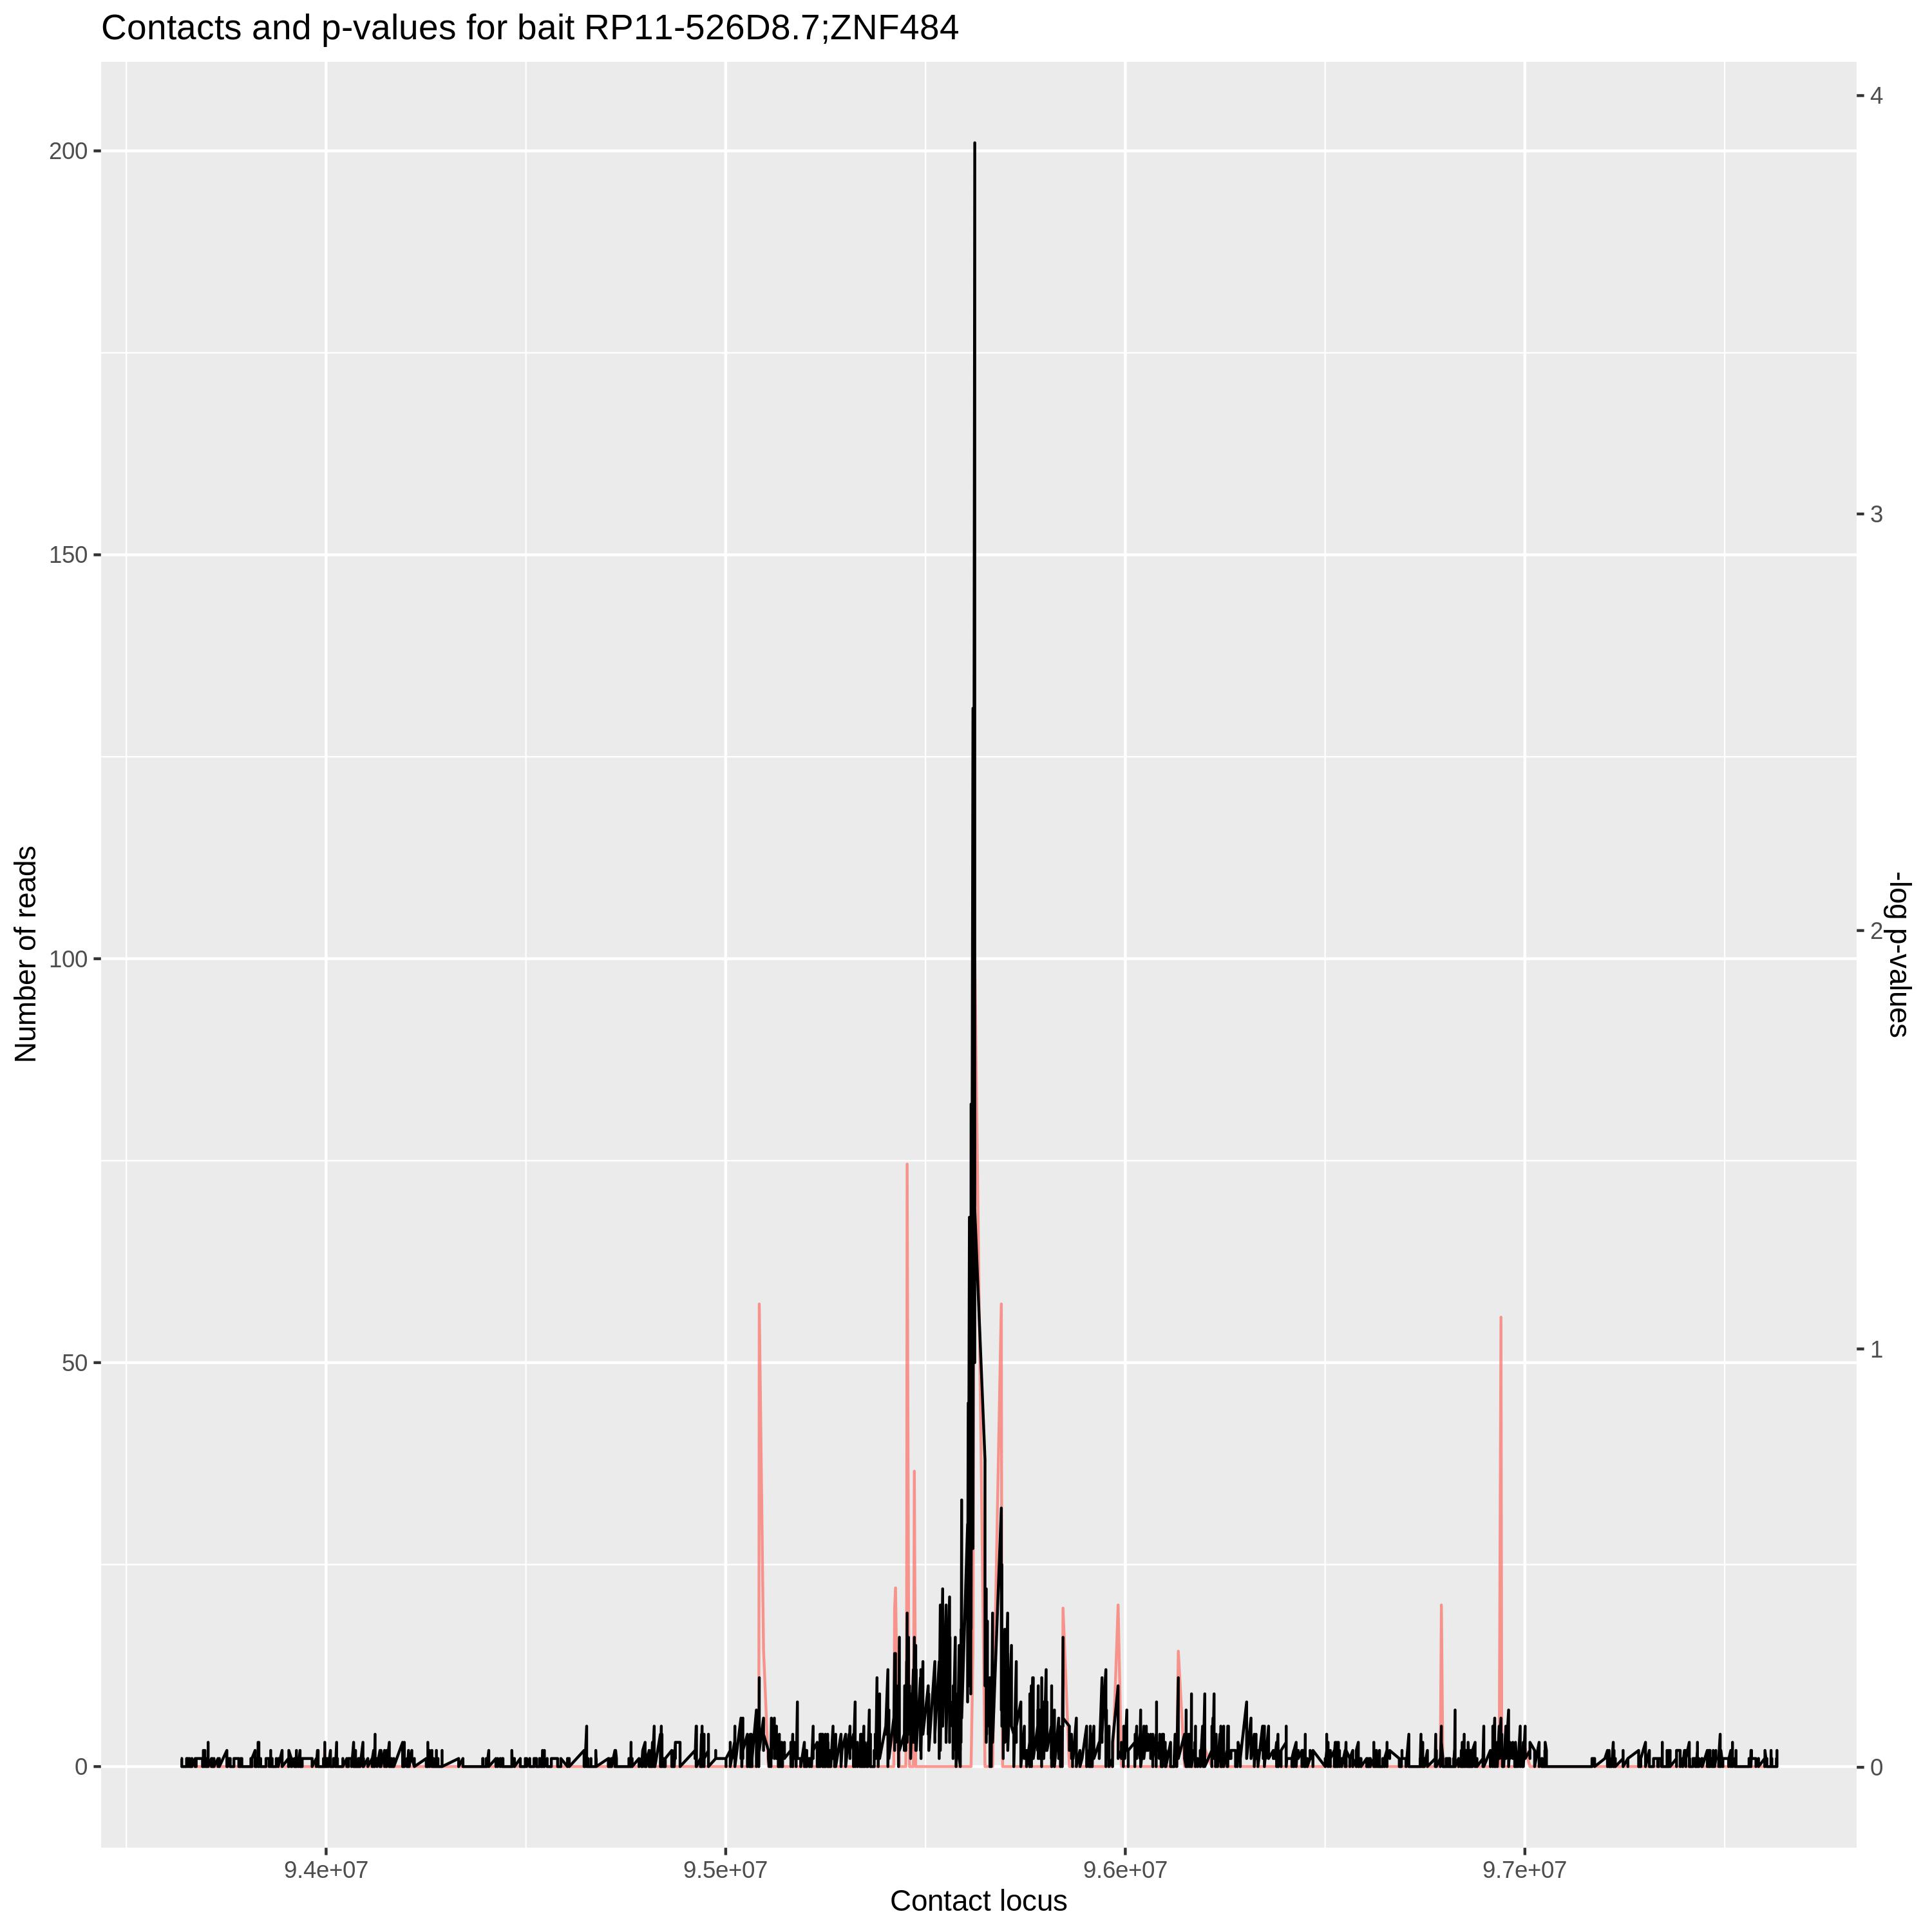 Contacts and p-values for bait RP11-526D8.7;ZNF484
200
150
100
50
0
Number of reads
4
3
2
1
0
-log p-values
9.4e+07 9.5e+07 9.6e+07 9.7e+07
Contact locus